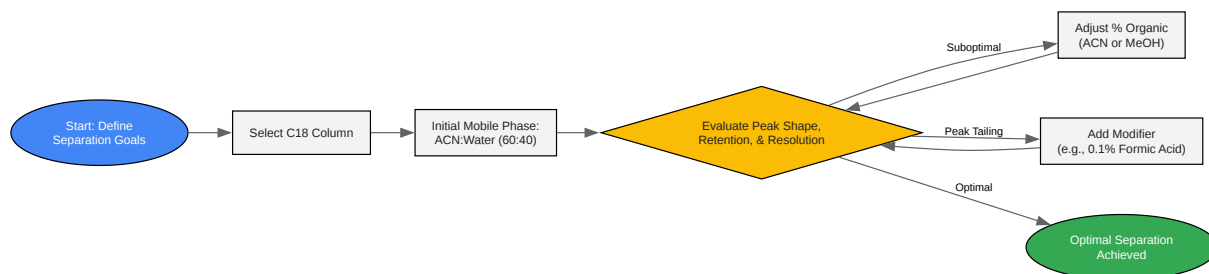 Start: Define
Separation Goals
Select C18 Column
Initial Mobile Phase:
ACN:Water (60:40)
Evaluate Peak Shape,
Retention, & Resolution
Suboptimal
Adjust % Organic
(ACN or MeOH)
Peak Tailing
Add Modifier
(e.g., 0.1% Formic Acid)
Optimal
Optimal Separation
Achieved